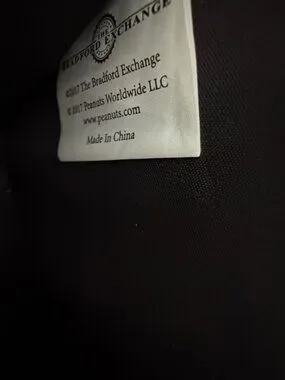 THE
BRADFORD EXCHANGE
©2017 The Bradford Exchange
© 2017 Peanuts Worldwide LLC
www.peanuts.com
Made In China